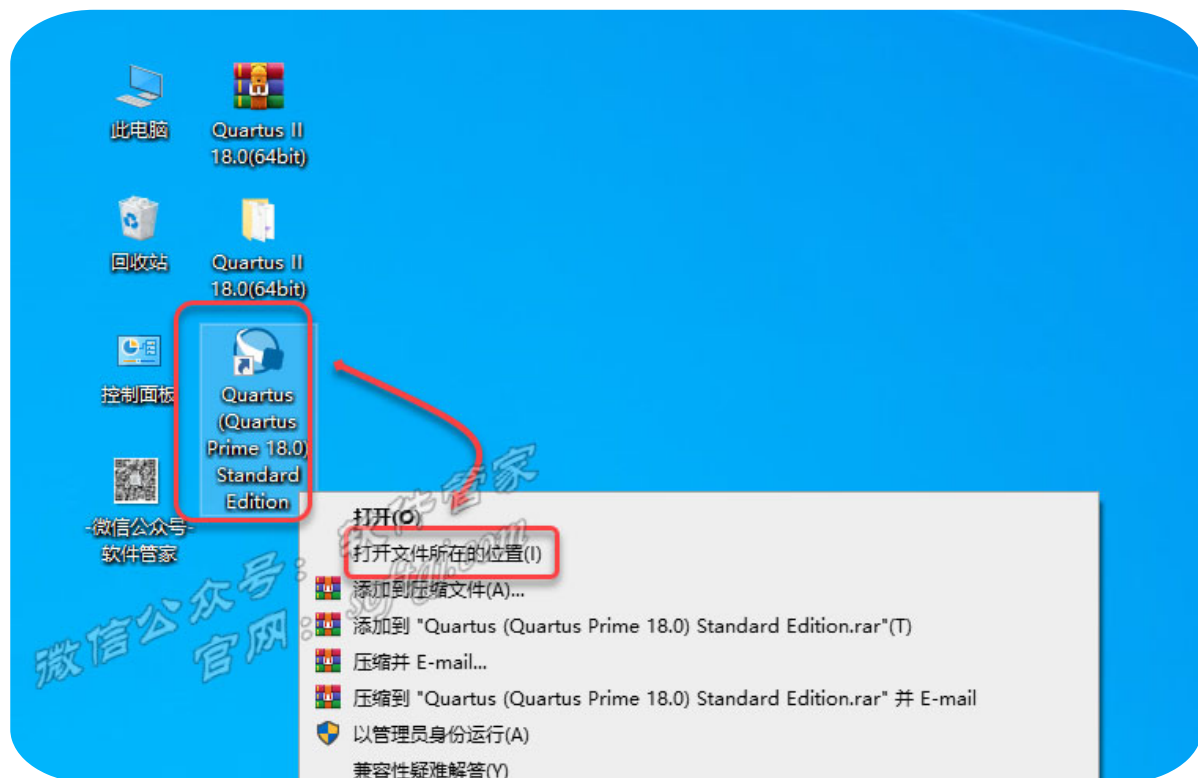 此电脑
Quartus II
18.0(64bit)
回收站
Quartus II
18.0(64bit)
控制面板
Quartus
(Quartus
Prime 18.0)
Standard
Edition
-微信公众号-
软件管家
打开(O)
打开文件所在的位置(I)
添加到压缩文件(A)...
添加到 "Quartus (Quartus Prime 18.0) Standard Edition.rar"(T)
压缩并 E-mail...
压缩到 "Quartus (Quartus Prime 18.0) Standard Edition.rar" 并 E-mail
以管理员身份运行(A)
兼容性疑难解答(Y)
微信公众号：软件管家
官网：